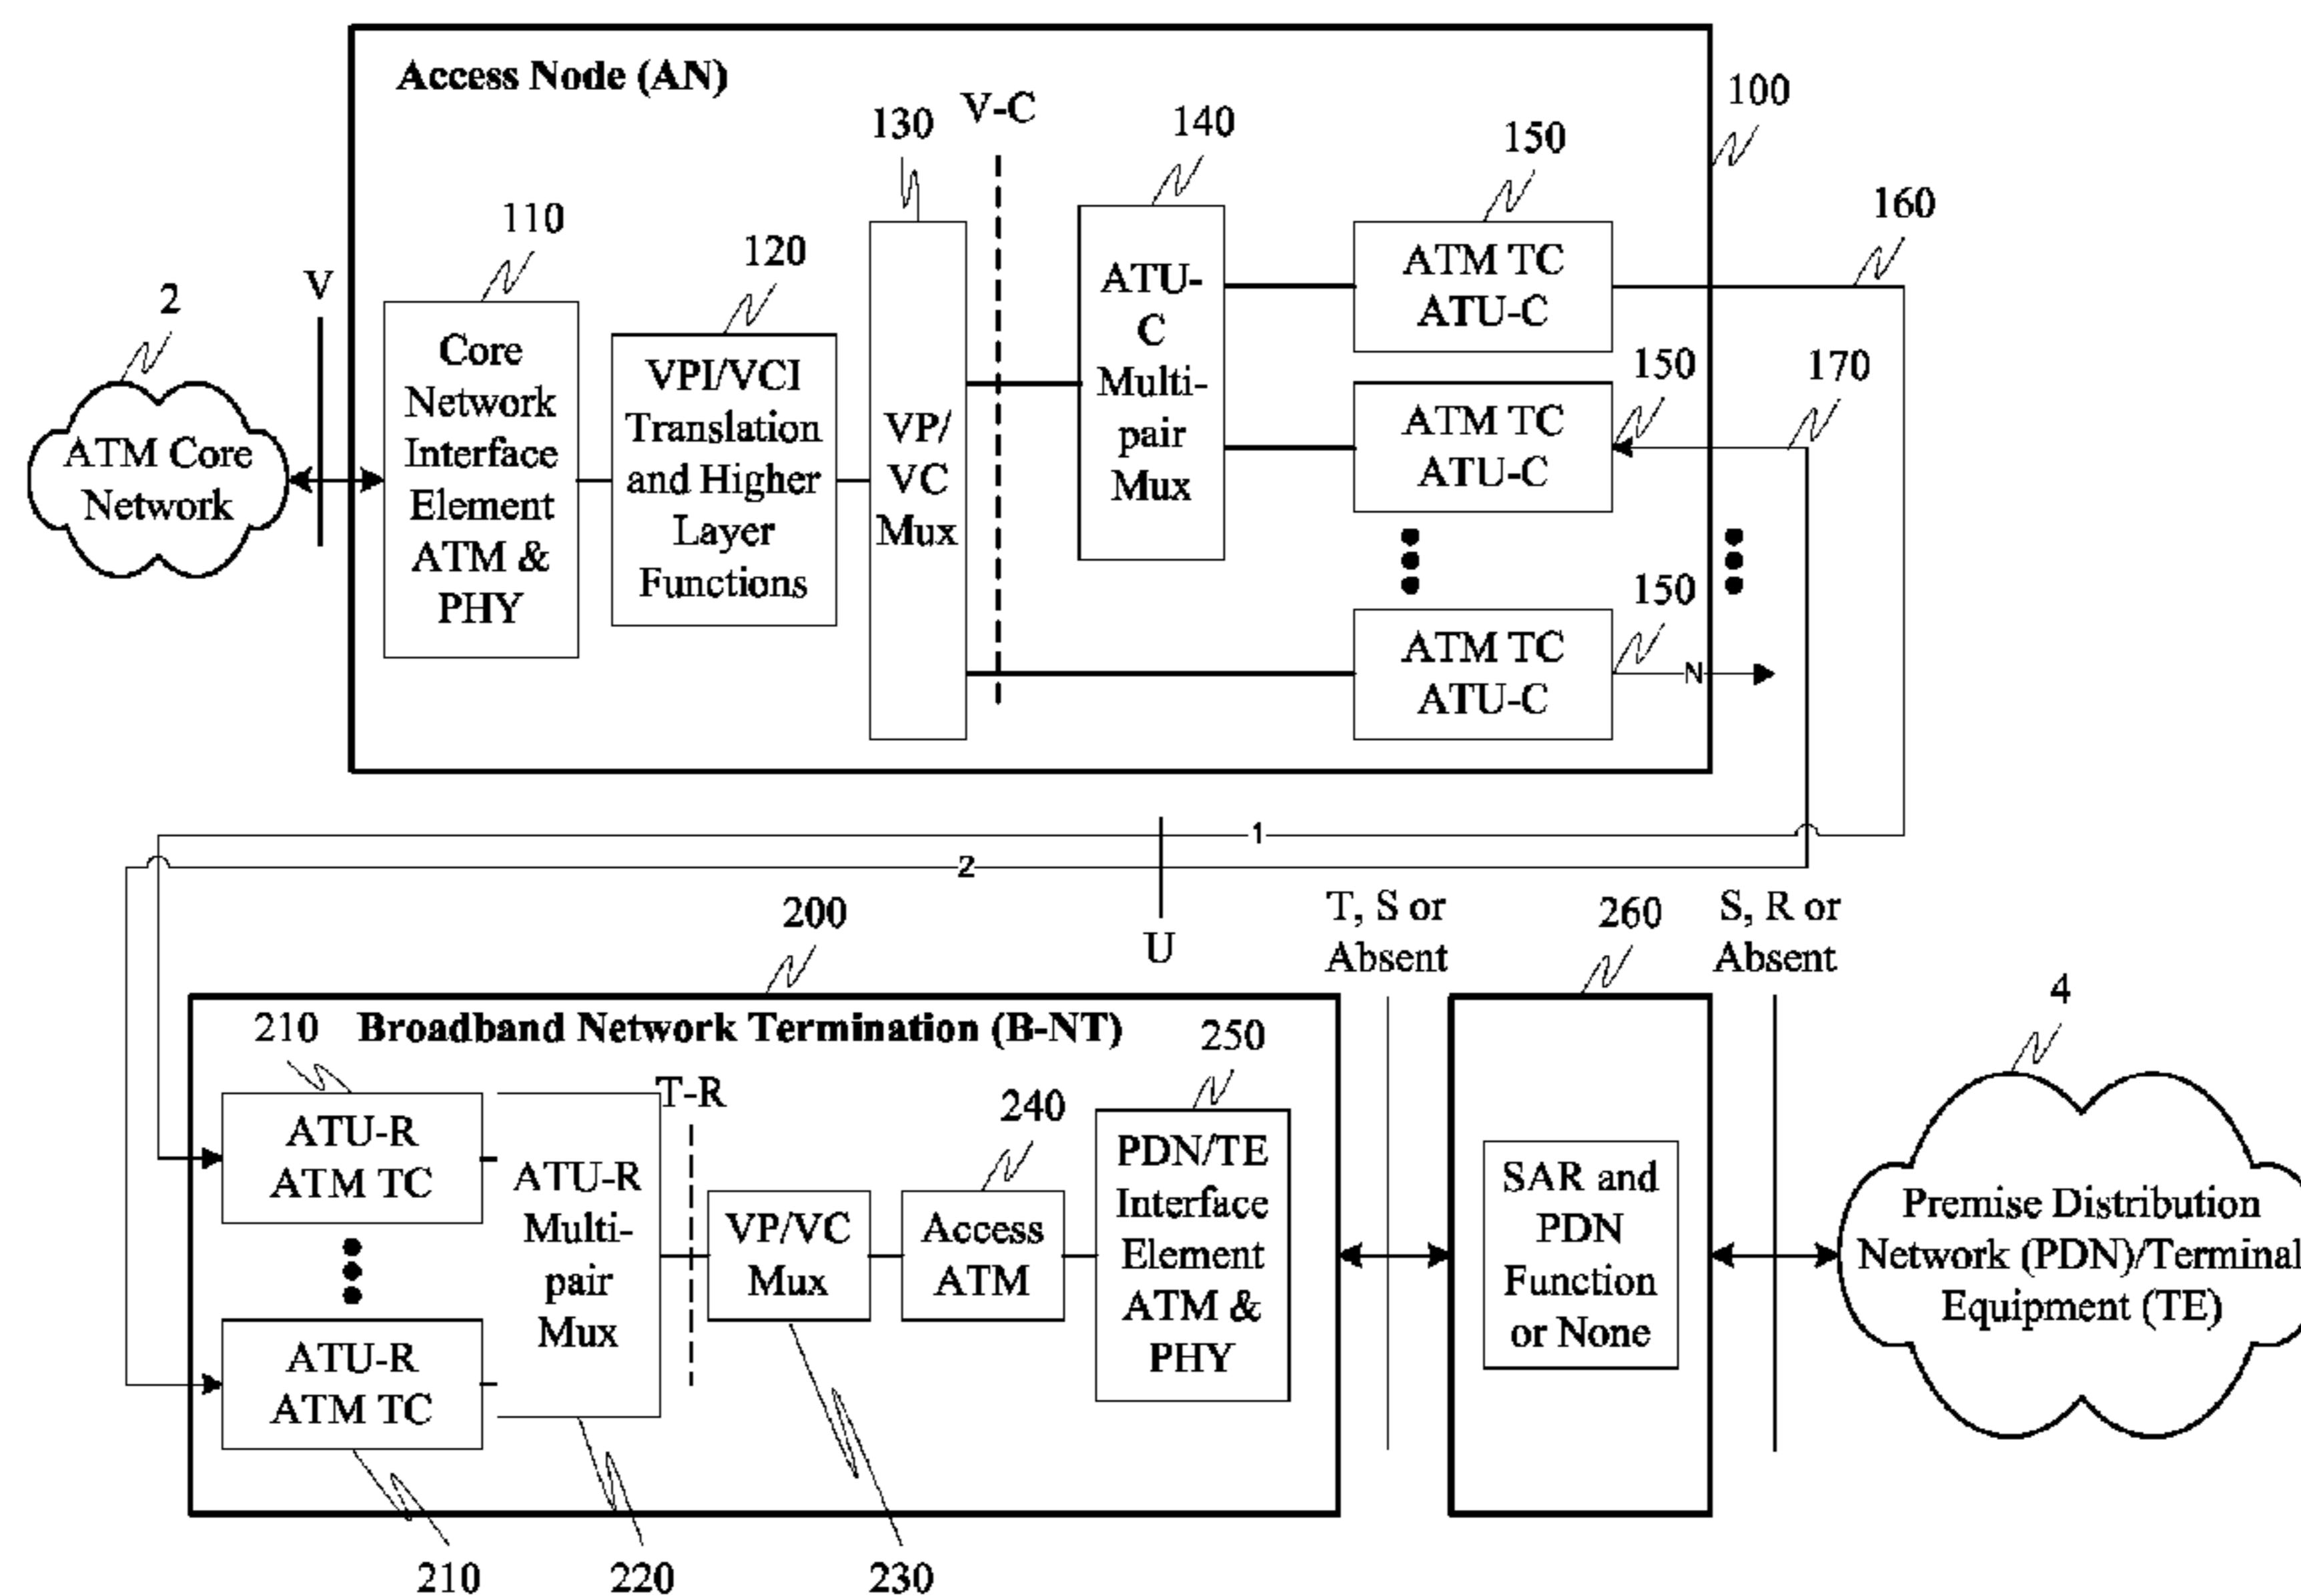 Access Node (AN)
V-C
100
130
140
150
160
110
120
2
V
Core
Network
Interface
Element
ATM &
PHY
VPI/VCI
Translation
and Higher
Layer
Functions
VP/
VC
Mux
ATU-
C
Multi-
pair
Mux
ATM TC
ATU-C
150
170
ATM TC
ATU-C
ATM Core
Network
150
ATM TC
ATU-C
N
1
2
U
200
T, S or
Absent
260
S, R or
Absent
4
210
Broadband Network Termination (B-NT)
250
T-R
240
ATU-R
ATM TC
ATU-R
Multi-
pair
Mux
VP/VC
Mux
Access
ATM
PDN/TE
Interface
Element
ATM &
PHY
SAR and
PDN
Function
or None
Premise Distribution
Network (PDN)/Terminal
Equipment (TE)
ATU-R
ATM TC
210
220
230